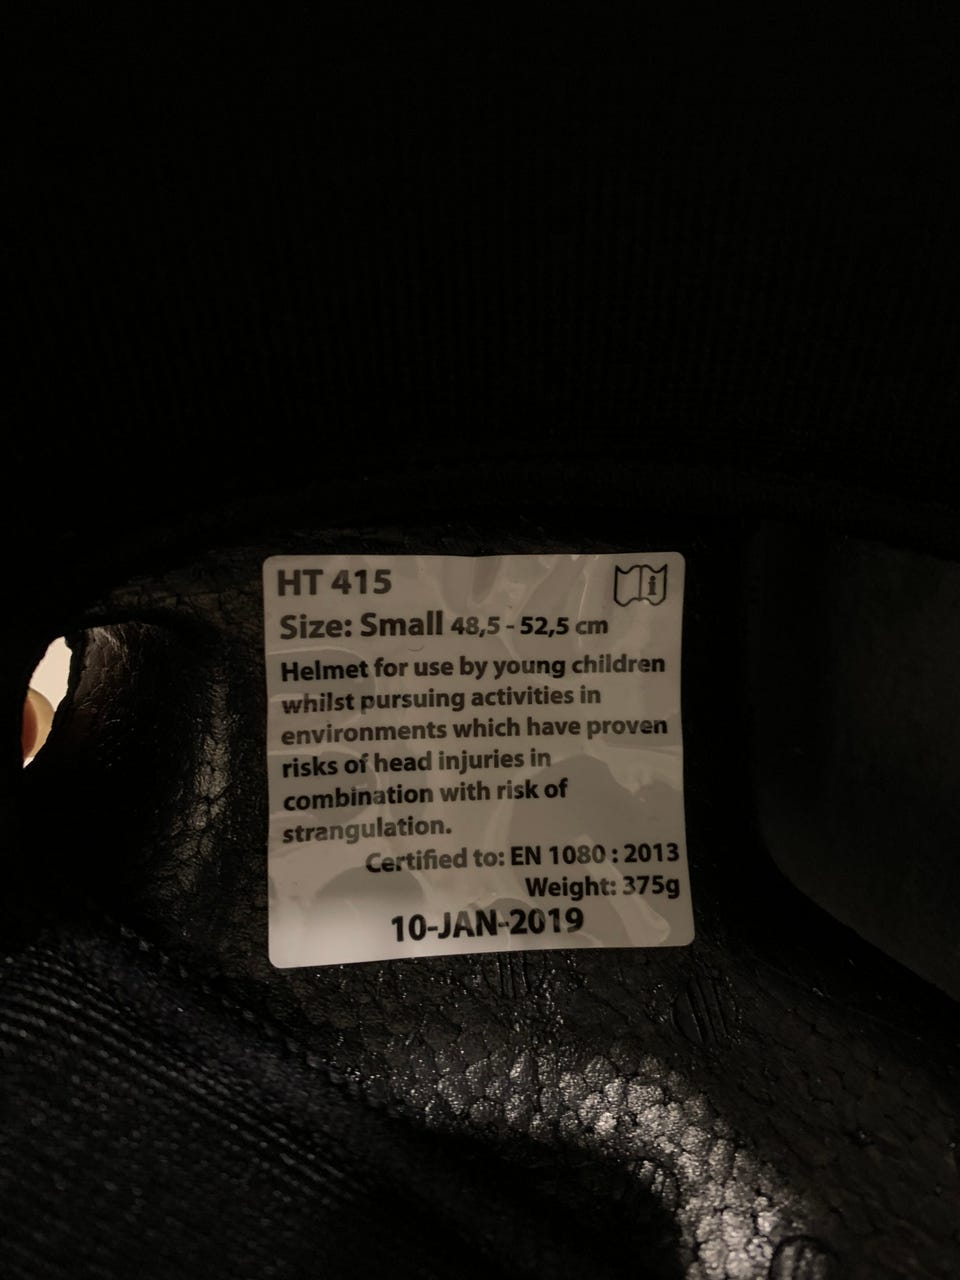 HT 415
Size: Small 48,5 - 52,5 cm
Helmet for use by young children
whilst pursuing activities in
environments which have proven
risks of head injuries in
combination with risk of
strangulation.
Certified to: EN 1080 : 2013
Weight: 375g
10-JAN-2019